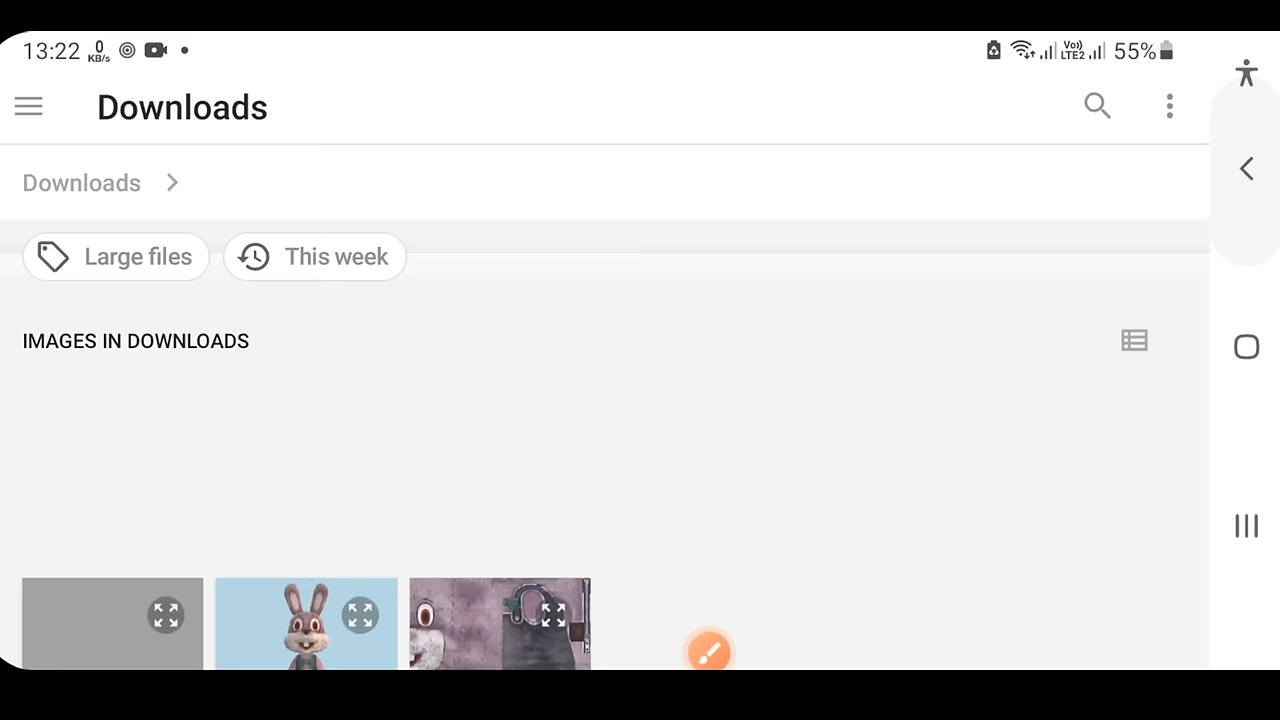 13:22 0 KB/s Vo)) LTE2 55%
Downloads
Downloads
Large files This week
IMAGES IN DOWNLOADS